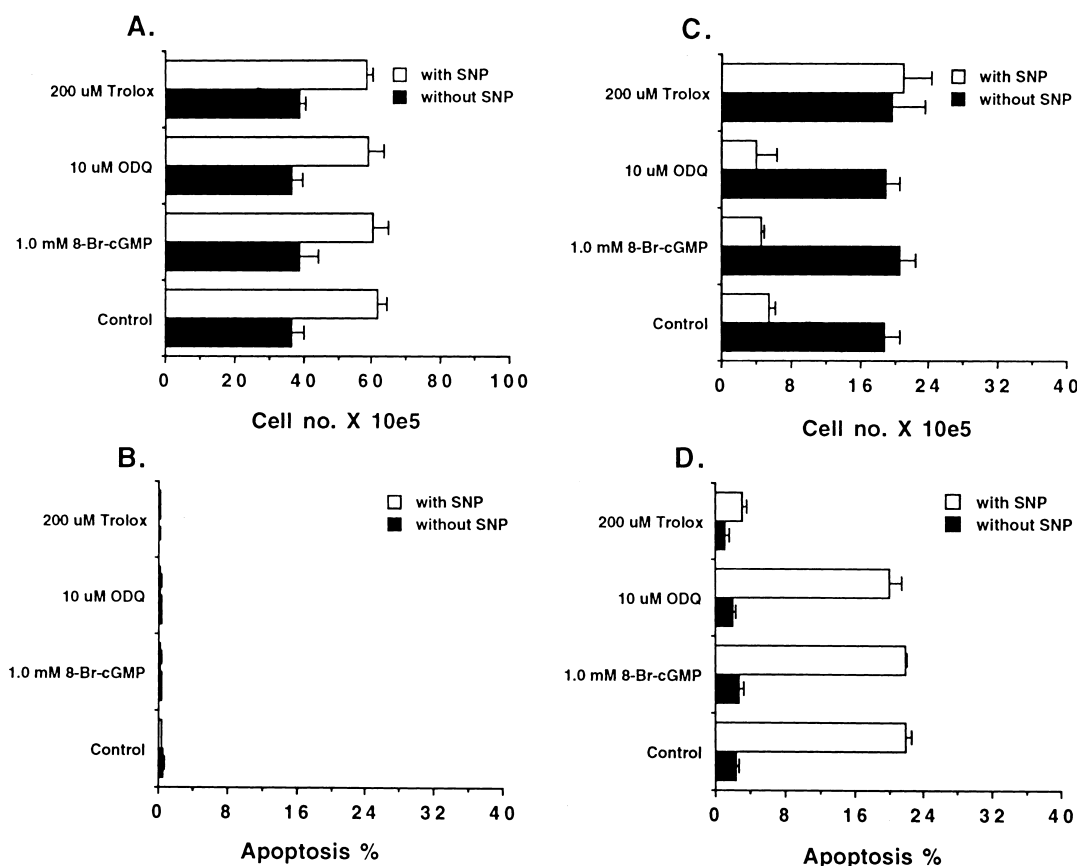 A.
with SNP
without SNP
200 uM Trolox
10 uM ODQ
1.0 mM 8-Br-cGMP
Control
0 20 40 60 80 100
Cell no. X 10e5
C.
with SNP
without SNP
200 uM Trolox
10 uM ODQ
1.0 mM 8-Br-cGMP
Control
0 8 16 24 32 40
Cell no. X 10e5
B.
with SNP
without SNP
200 uM Trolox
10 uM ODQ
1.0 mM 8-Br-cGMP
Control
0 8 16 24 32 40
Apoptosis %
D.
with SNP
without SNP
200 uM Trolox
10 uM ODQ
1.0 mM 8-Br-cGMP
Control
0 8 16 24 32 40
Apoptosis %